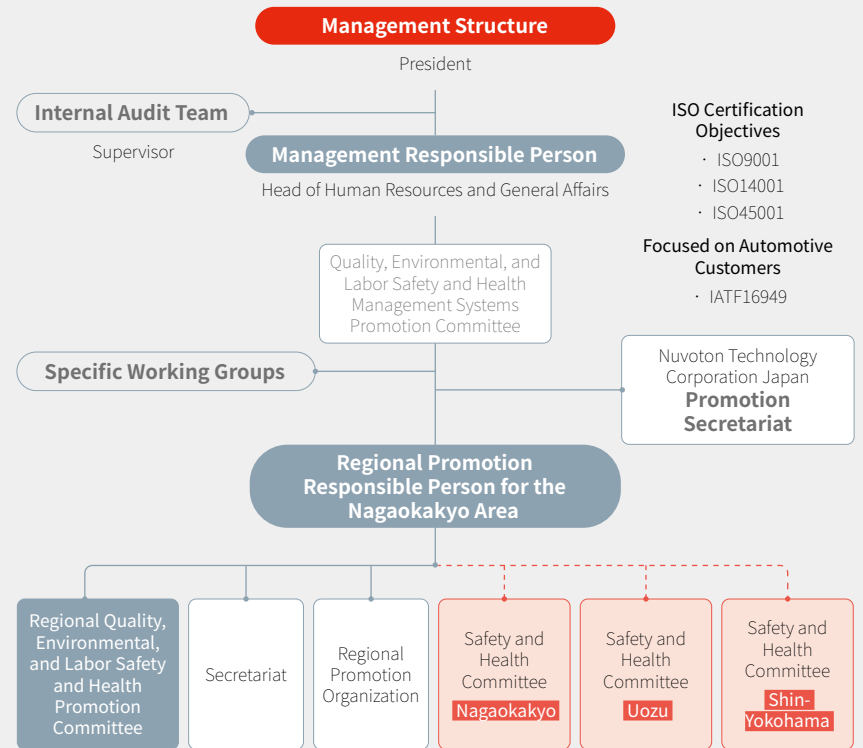 Management Structure
President
Internal Audit Team
Supervisor
Management Responsible Person
Head of Human Resources and General Affairs
ISO Certification
Objectives
· ISO9001
· ISO14001
· ISO45001
Focused on Automotive
Customers
· IATF16949
Quality, Environmental, and
Labor Safety and Health
Management Systems
Promotion Committee
Specific Working Groups
Nuvoton Technology
Corporation Japan
Promotion
Secretariat
Regional Promotion
Responsible Person for the
Nagaokakyo Area
Regional Quality,
Environmental,
and Labor Safety
and Health
Promotion
Committee
Secretariat
Regional
Promotion
Organization
Safety and
Health
Committee
Nagaokakyo
Safety and
Health
Committee
Uozu
Safety and
Health
Committee
Shin-
Yokohama